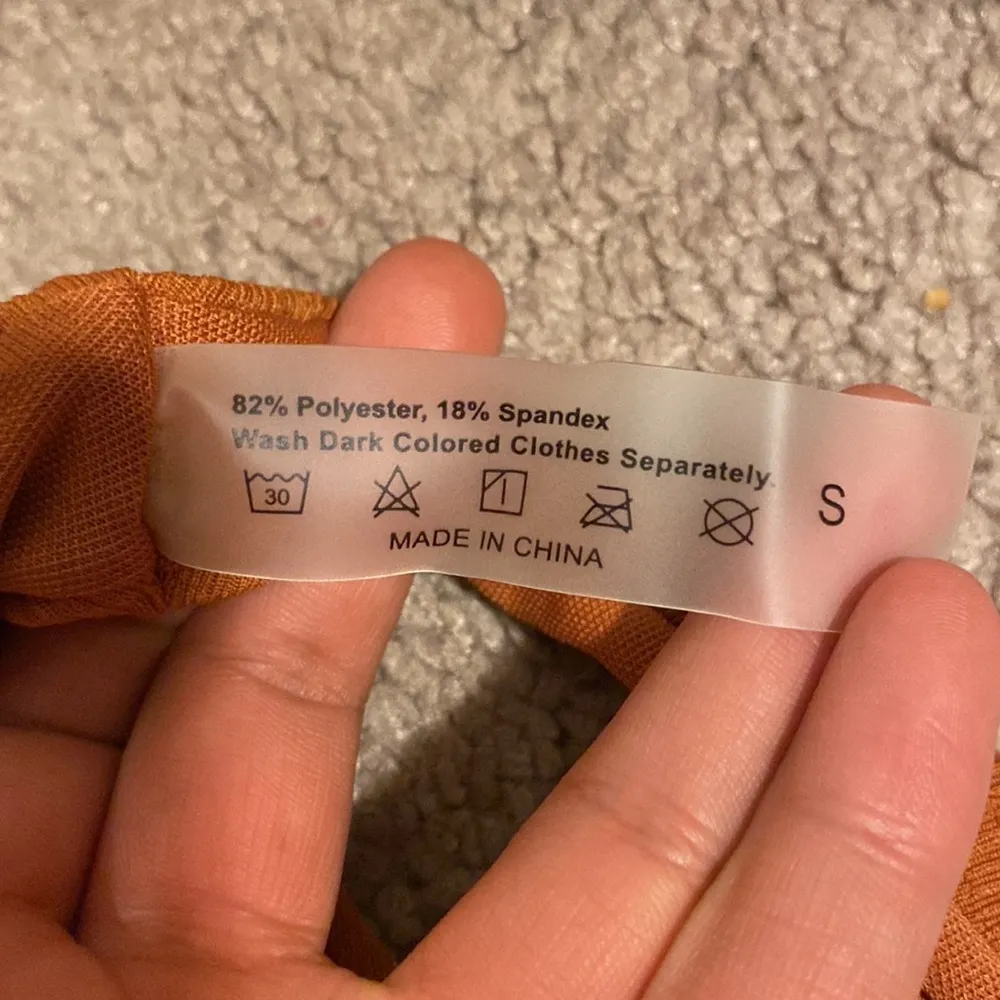 82% Polyester, 18% Spandex
Wash Dark Colored Clothes Separately.
30
S
MADE IN CHINA